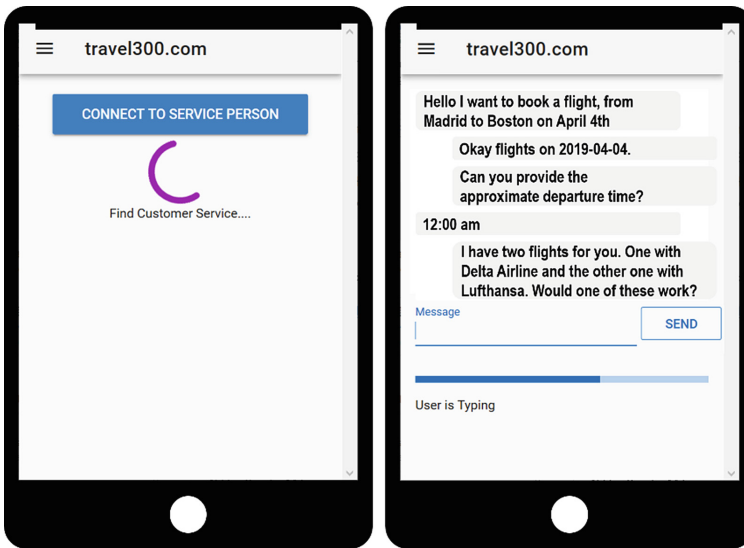 travel300.com
CONNECT TO SERVICE PERSON
Find Customer Service....
travel300.com
Hello I want to book a flight, from
Madrid to Boston on April 4th
Okay flights on 2019-04-04.
Can you provide the
approximate departure time?
12:00 am
I have two flights for you. One with
Delta Airline and the other one with
Lufthansa. Would one of these work?
Message
SEND
User is Typing